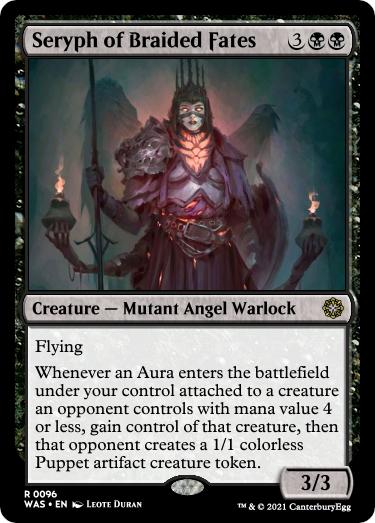 Seryph of Braided Fates 3
Creature — Mutant Angel Warlock
Flying
Whenever an Aura enters the battlefield
under your control attached to a creature
an opponent controls with mana value 4
or less, gain control of that creature, then
that opponent creates a 1/1 colorless
Puppet artifact creature token.
3/3
R 0096
WAS • EN Leote Duran
™ & © 2021 CanterburyEgg